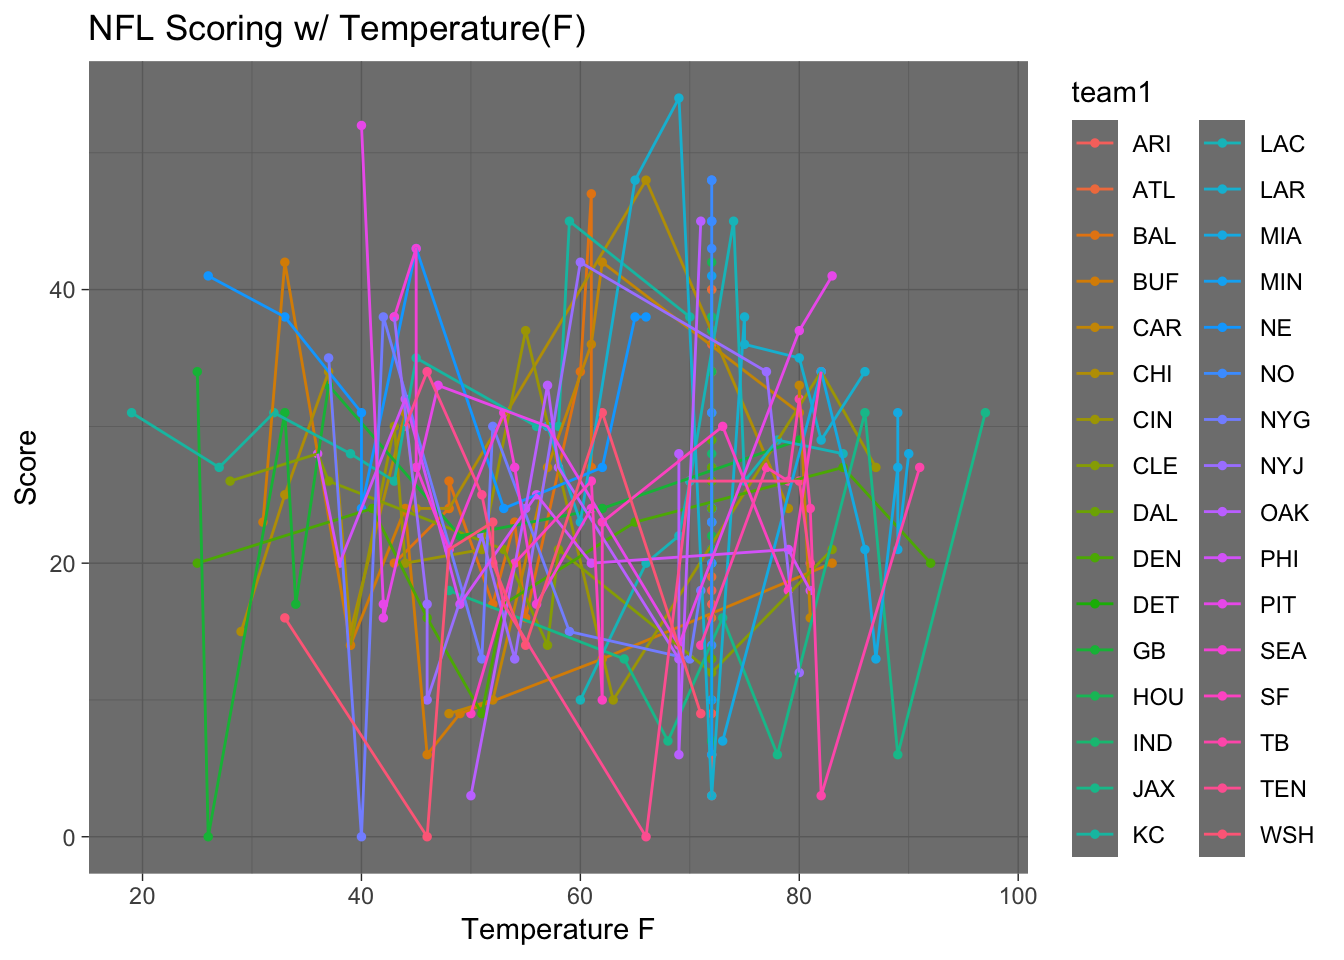 NFL Scoring w/ Temperature(F)
Score
40
20
0
20 40 60 80 100
Temperature F
team1
ARI
ATL
BAL
BUF
CAR
CHI
CIN
CLE
DAL
DEN
DET
GB
HOU
IND
JAX
KC
LAC
LAR
MIA
MIN
NE
NO
NYG
NYJ
OAK
PHI
PIT
SEA
SF
TB
TEN
WSH